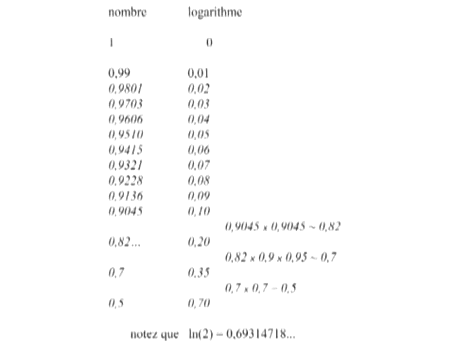 nombre logarithme
1 0
0,99 0,01
0,9801 0,02
0,9703 0,03
0,9606 0,04
0,9510 0,05
0,9415 0,06
0,9321 0,07
0,9228 0,08
0,9136 0,09
0,9045 0,10
0,9045 x 0,9045 ~ 0,82
0,82... 0,20
0,82 x 0,9 x 0,95 ~ 0,7
0,7 0.35
0,7 x 0,7 ~ 0,5
0,5 0,70
notez que ln(2) ~ 0,69314718...